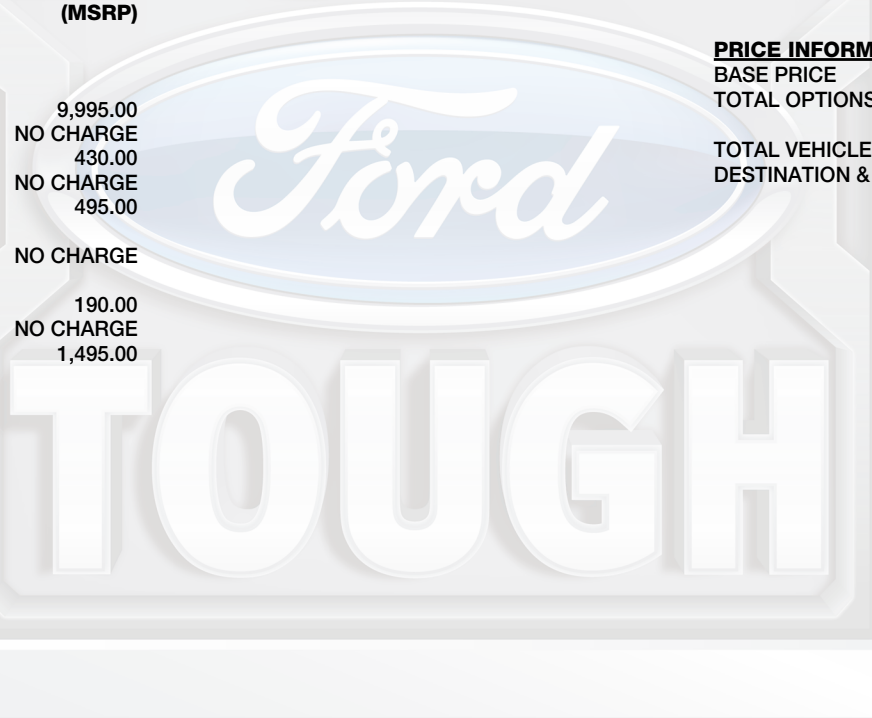 (MSRP)
9,995.00
NO CHARGE
430.00
NO CHARGE
495.00
NO CHARGE
190.00
NO CHARGE
1,495.00
PRICE INFORM
BASE PRICE
TOTAL OPTIONS
TOTAL VEHICLE
DESTINATION &
Ford
TOUGH